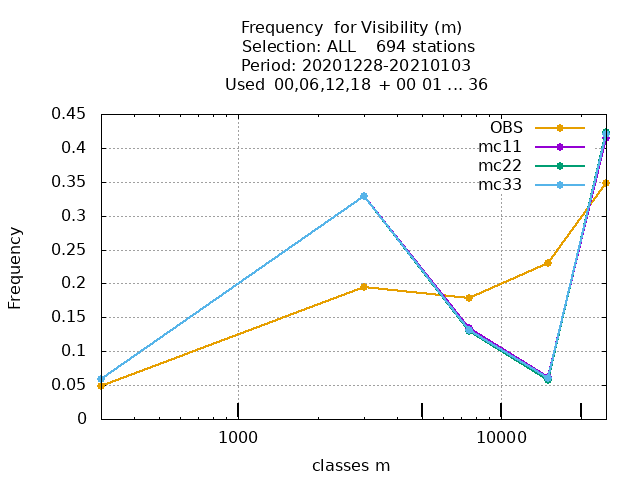 Frequency  for Visibility (m)
Selection: ALL    694 stations
Period: 20201228-20210103
Used  00,06,12,18 + 00 01 ... 36
0.45
0.4
0.35
0.3
0.25
0.2
0.15
0.1
0.05
0
Frequency
OBS
mc11
mc22
mc33
1000
10000
classes m